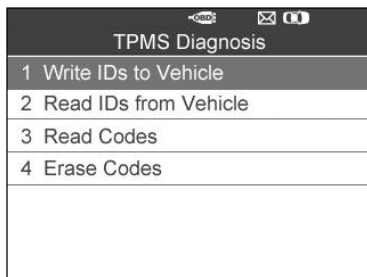 OBD
TPMS Diagnosis
1 Write IDs to Vehicle
2 Read IDs from Vehicle
3 Read Codes
4 Erase Codes